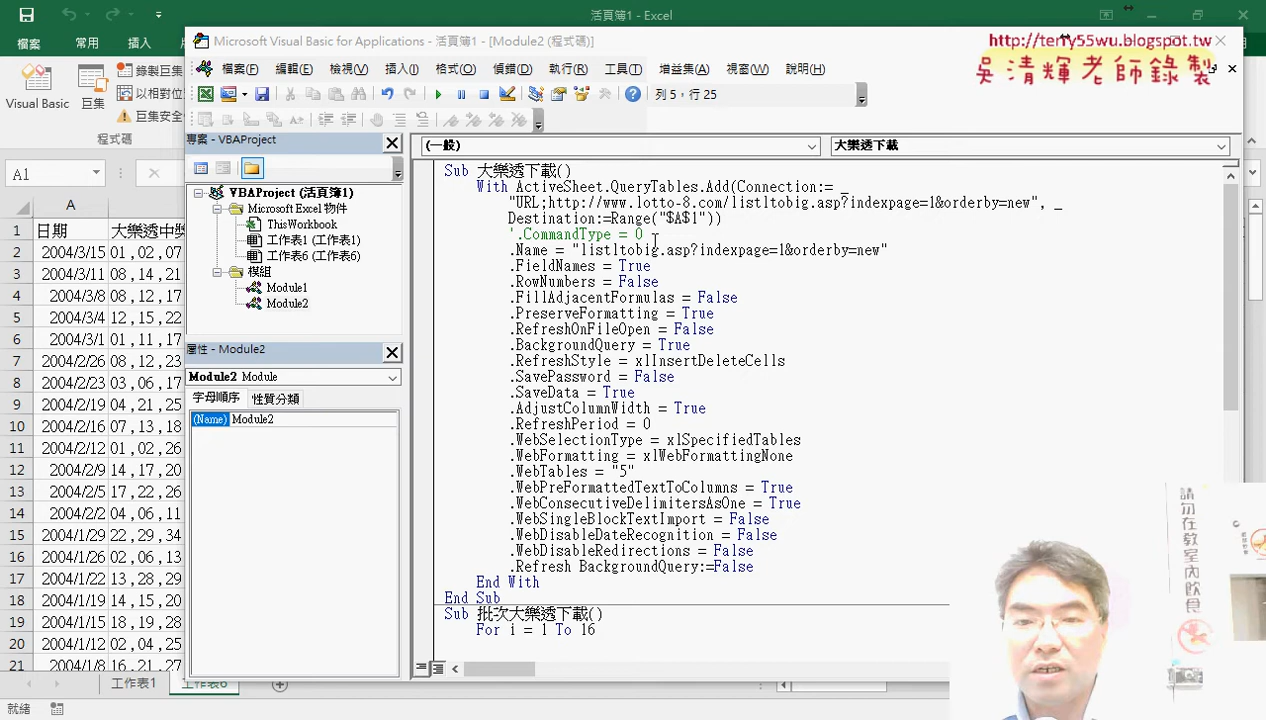 活頁簿1 - Excel
檔案 常用 插入
Visual Basic 巨集 錄製巨集
以相對位
巨集安全
程式碼
A1
A
1 日期 大樂透中獎
2 2004/3/15 01 ,02 ,07
3 2004/3/11 08 ,14 ,21
4 2004/3/8 08 ,12 ,17
5 2004/3/4 12 ,15 ,22
6 2004/3/1 01 ,11 ,17
7 2004/2/26 08 ,12 ,23
8 2004/2/23 03 ,06 ,17
9 2004/2/19 04 ,21 ,25
10 2004/2/16 07 ,13 ,18
11 2004/2/12 01 ,02 ,26
12 2004/2/9 14 ,17 ,20
13 2004/2/5 17 ,22 ,26
14 2004/2/2 04 ,06 ,11
15 2004/1/29 22 ,29 ,34
16 2004/1/26 02 ,06 ,13
17 2004/1/22 13 ,28 ,29
18 2004/1/19 14 ,15 ,20
19 2004/1/15 18 ,19 ,28
20 2004/1/12 02 ,04 ,25
21 2004/1/8 16 ,21 ,27
工作表1 工作表6
就緒
Microsoft Visual Basic for Applications - 活頁簿1 - [Module2 (程式碼)]
http://terry55wu.blogspot.tw
吳清輝老師錄製
檔案(F) 編輯(E) 檢視(V) 插入(I) 格式(O) 偵錯(D) 執行(R) 工具(T) 增益集(A) 視窗(W) 說明(H)
列 5，行 25
專案 - VBAProject
VBAProject (活頁簿1)
Microsoft Excel 物件
ThisWorkbook
工作表1 (工作表1)
工作表6 (工作表6)
模組
Module1
Module2
屬性 - Module2
Module2 Module
字母順序 性質分類
(Name) Module2
(一般) 大樂透下載
Sub 大樂透下載()
With ActiveSheet.QueryTables.Add(Connection:= _
"URL;http://www.lotto-8.com/listltobig.asp?indexpage=1&orderby=new", _
Destination:=Range("$A$1"))
'.CommandType = 0
.Name = "listltobig.asp?indexpage=1&orderby=new"
.FieldNames = True
.RowNumbers = False
.FillAdjacentFormulas = False
.PreserveFormatting = True
.RefreshOnFileOpen = False
.BackgroundQuery = True
.RefreshStyle = xlInsertDeleteCells
.SavePassword = False
.SaveData = True
.AdjustColumnWidth = True
.RefreshPeriod = 0
.WebSelectionType = xlSpecifiedTables
.WebFormatting = xlWebFormattingNone
.WebTables = "5"
.WebPreFormattedTextToColumns = True
.WebConsecutiveDelimitersAsOne = True
.WebSingleBlockTextImport = False
.WebDisableDateRecognition = False
.WebDisableRedirections = False
.Refresh BackgroundQuery:=False
End With
End Sub
Sub 批次大樂透下載()
For i = 1 To 16
請勿在教室內飲食